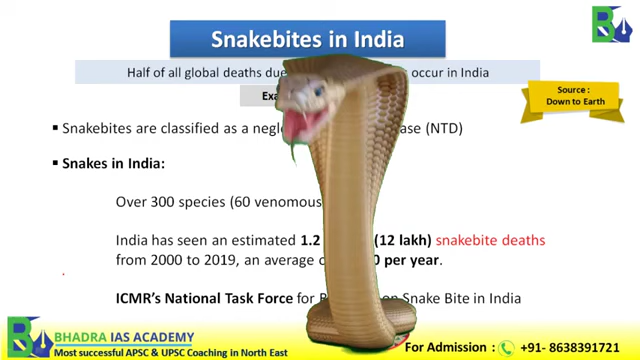 Bs
Snakebites in India
Half of all global deaths due occur in India
Source :
Down to Earth
Exa
▪ Snakebites are classified as a negl ase (NTD)
▪ Snakes in India:
Over 300 species (60 venomous
India has seen an estimated 1.2 (12 lakh) snakebite deaths
from 2000 to 2019, an average o 0 per year.
ICMR's National Task Force for R on Snake Bite in India
Bs
BHADRA IAS ACADEMY
Most successful APSC & UPSC Coaching in North East
For Admission : +91- 8638391721